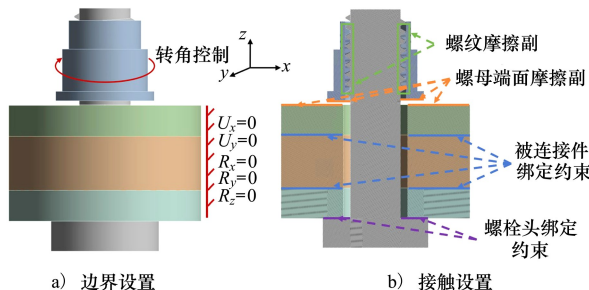 转角控制
z
y
x
Ux=0
Uy=0
Rx=0
Ry=0
Rz=0
a) 边界设置
螺纹摩擦副
螺母端面摩擦副
被连接件
绑定约束
螺栓头绑定
约束
b) 接触设置